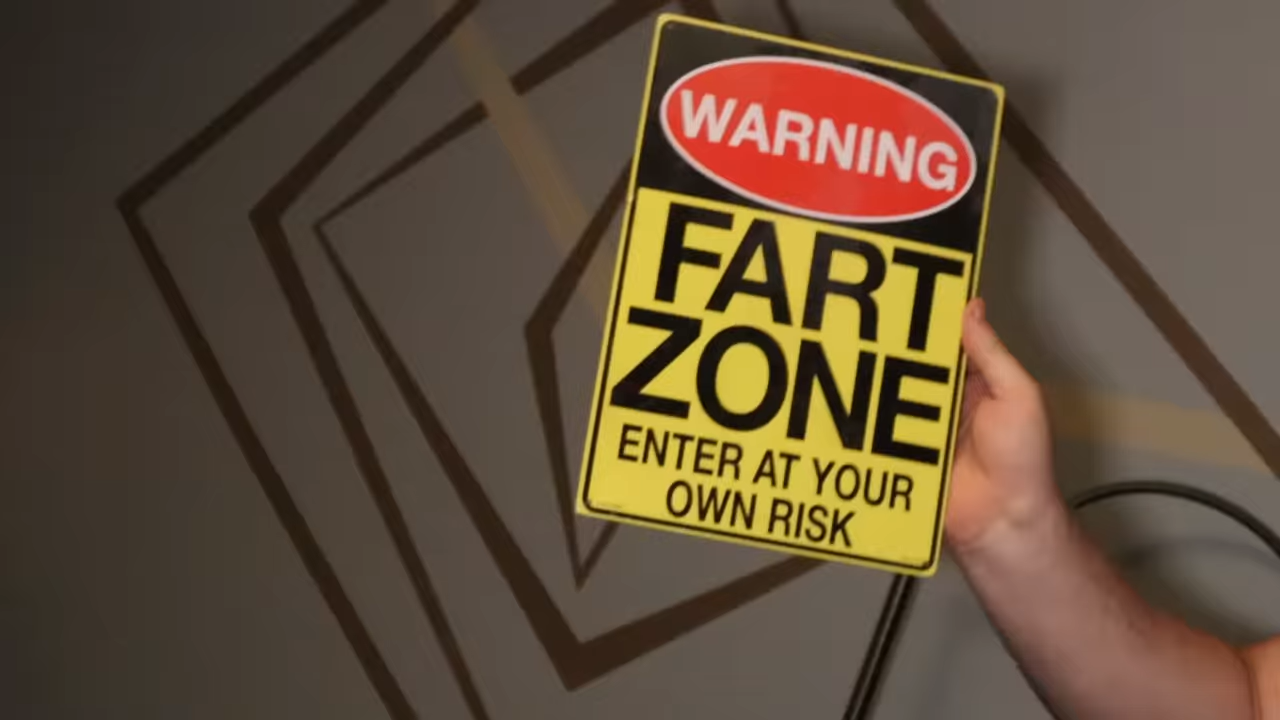 WARNING
FART
ZONE
ENTER AT YOUR
OWN RISK